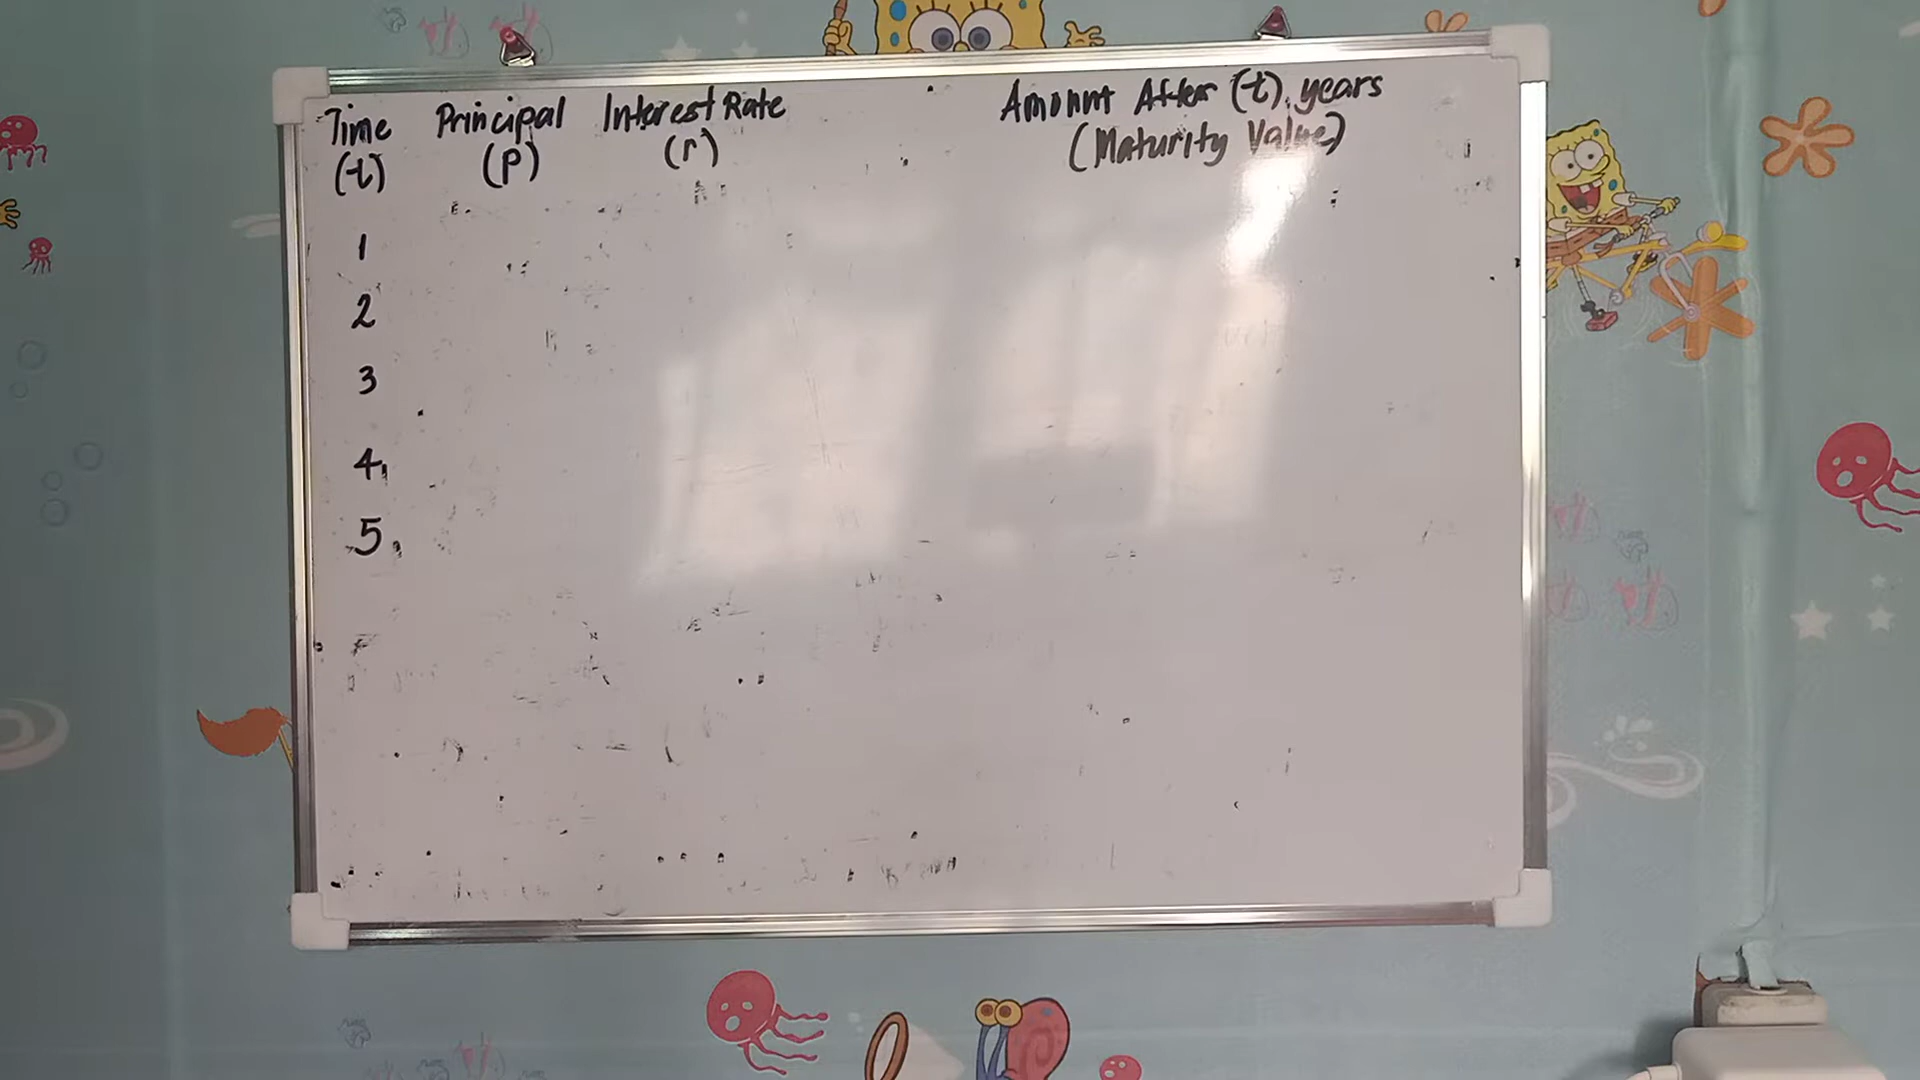 Time Principal Interest Rate Amount After (t) years
(t) (P) (r) (Maturity Value)
1
2
3
4
5